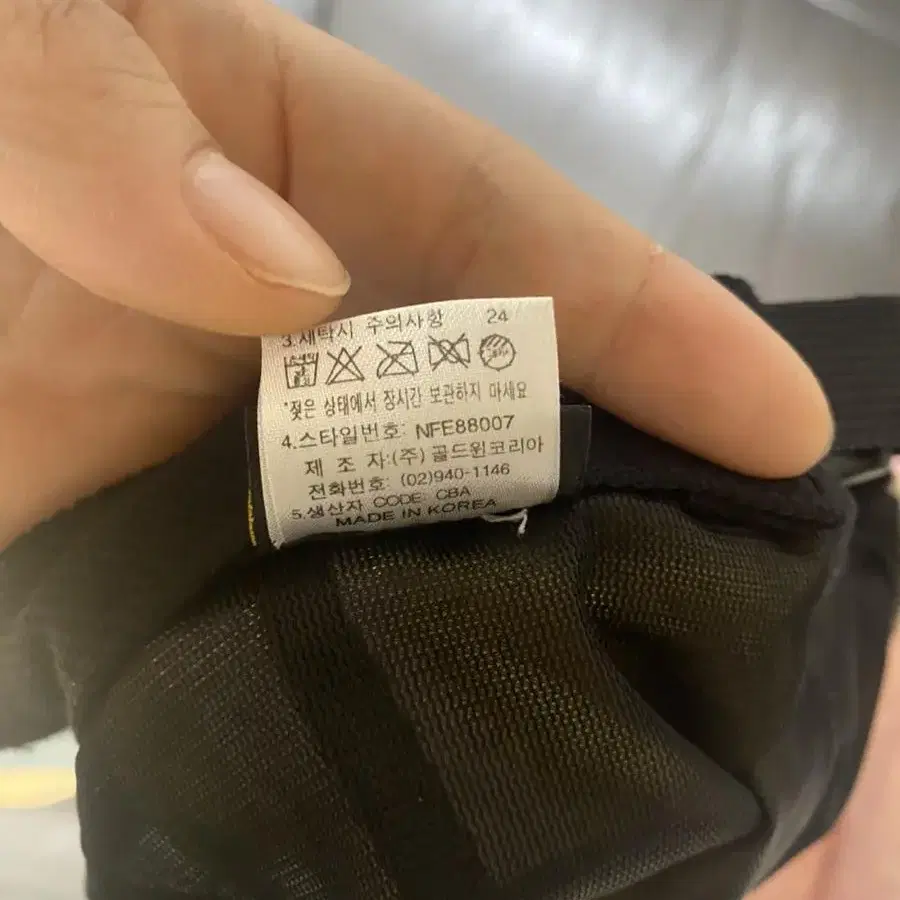 3.세탁시 주의사항 24
*젖은 상태에서 장시간 보관하지 마세요
4.스타일번호: NFE88007
제 조 자:(주) 골드윈코리아
전화번호: (02)940-1146
5.생산자 CODE: CBA
MADE IN KOREA